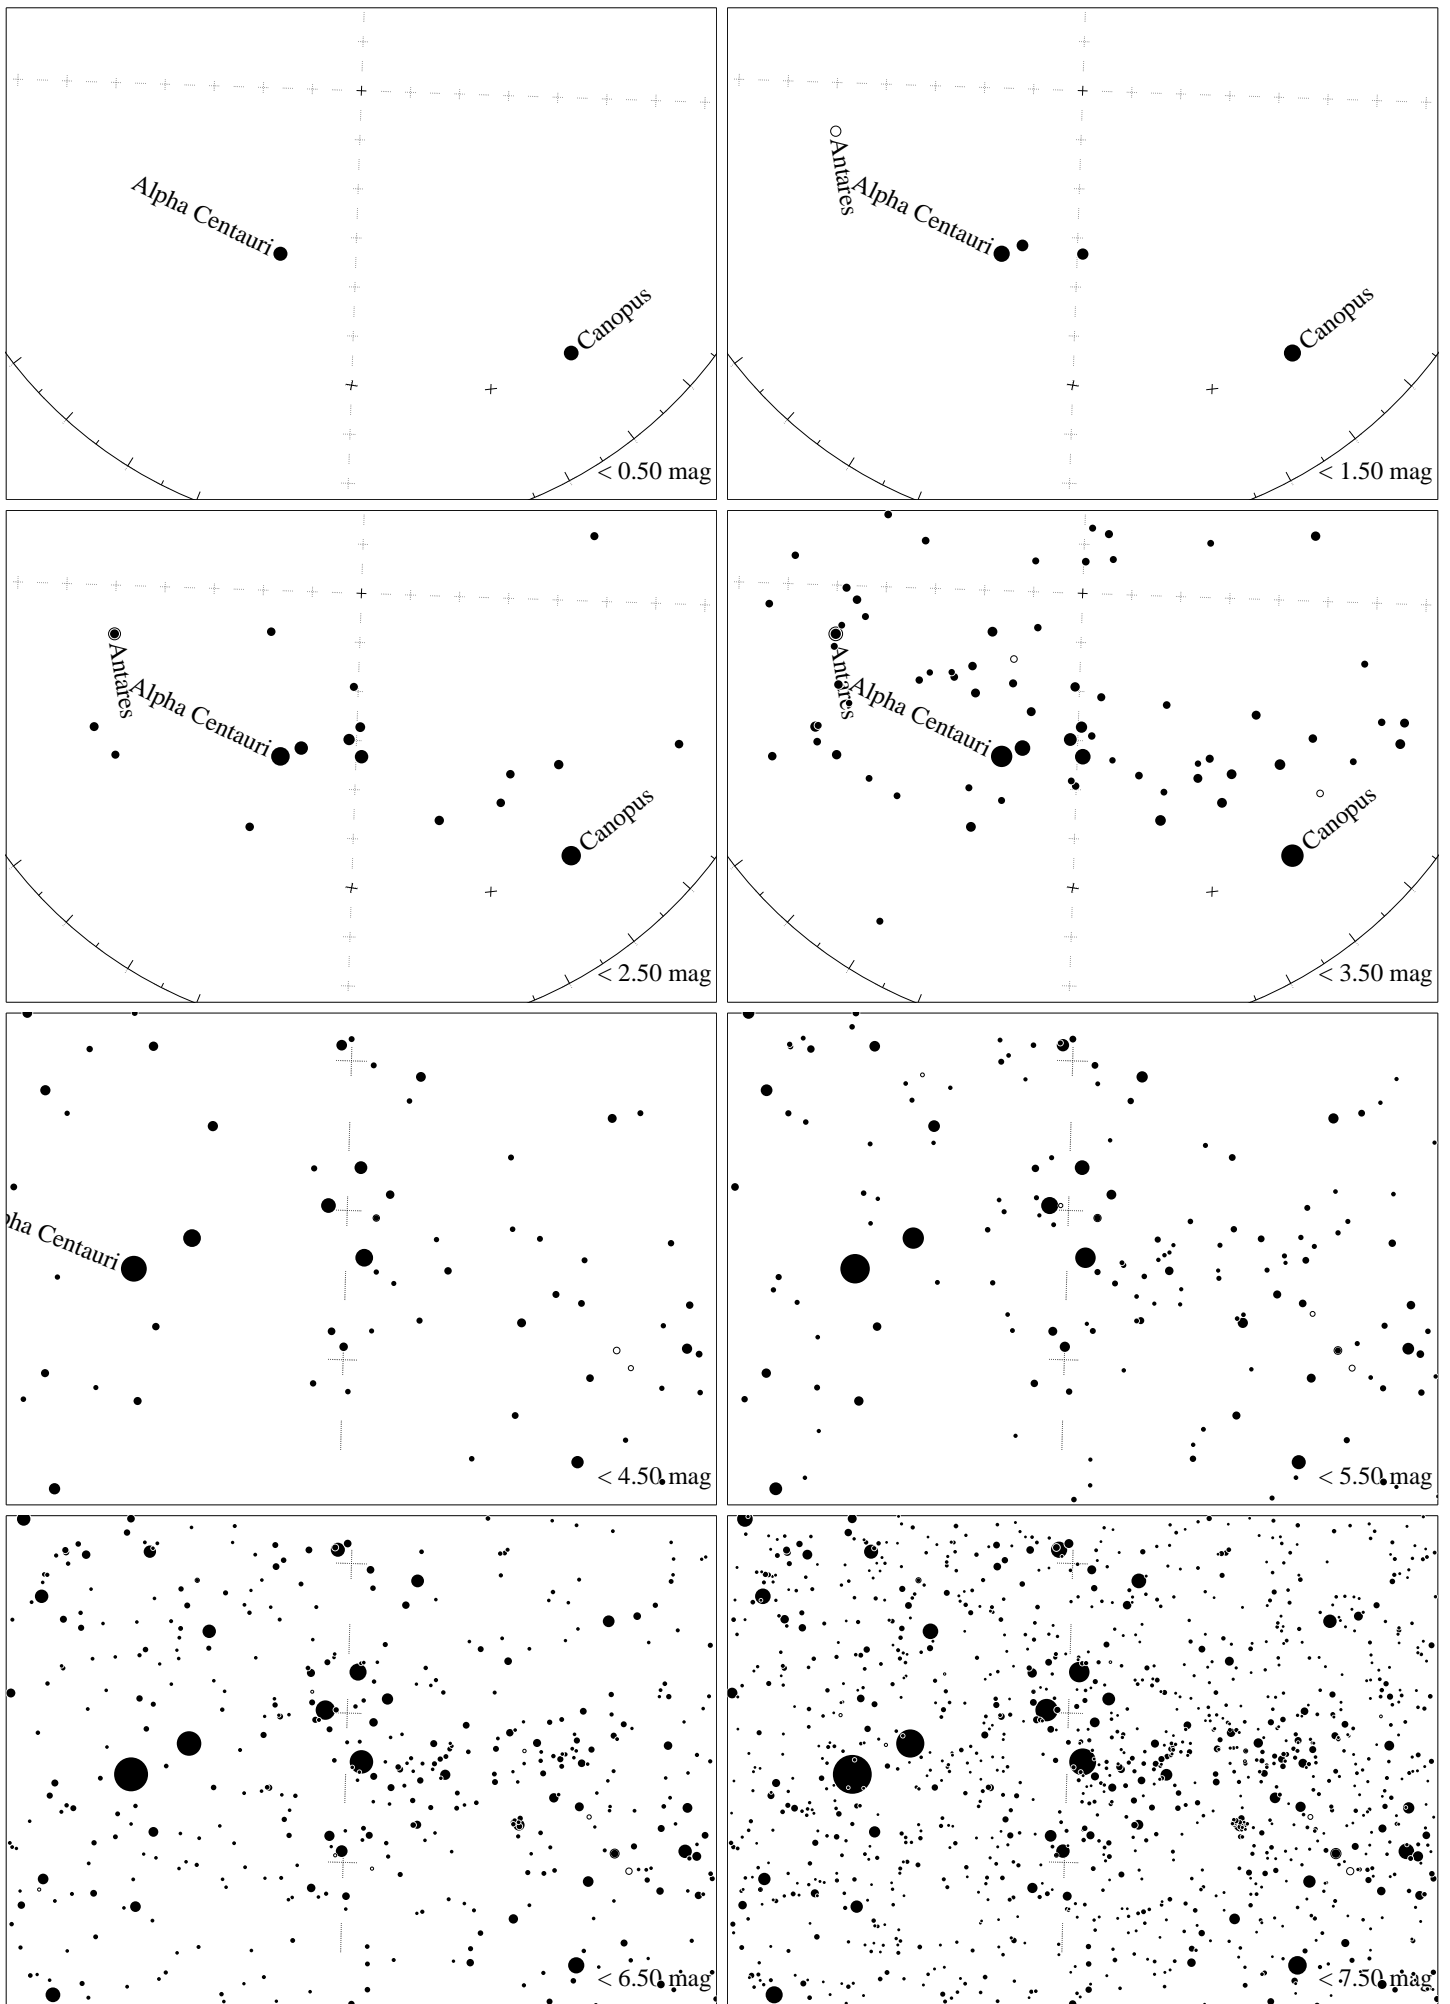 Alpha Centauri
Canopus
< 0.50 mag
Antares
Alpha Centauri
Canopus
< 1.50 mag
Antares
Alpha Centauri
Canopus
< 2.50 mag
Antares
Alpha Centauri
Canopus
< 3.50 mag
pha Centauri
< 4.50 mag
< 5.50 mag
< 6.50 mag
< 7.50 mag